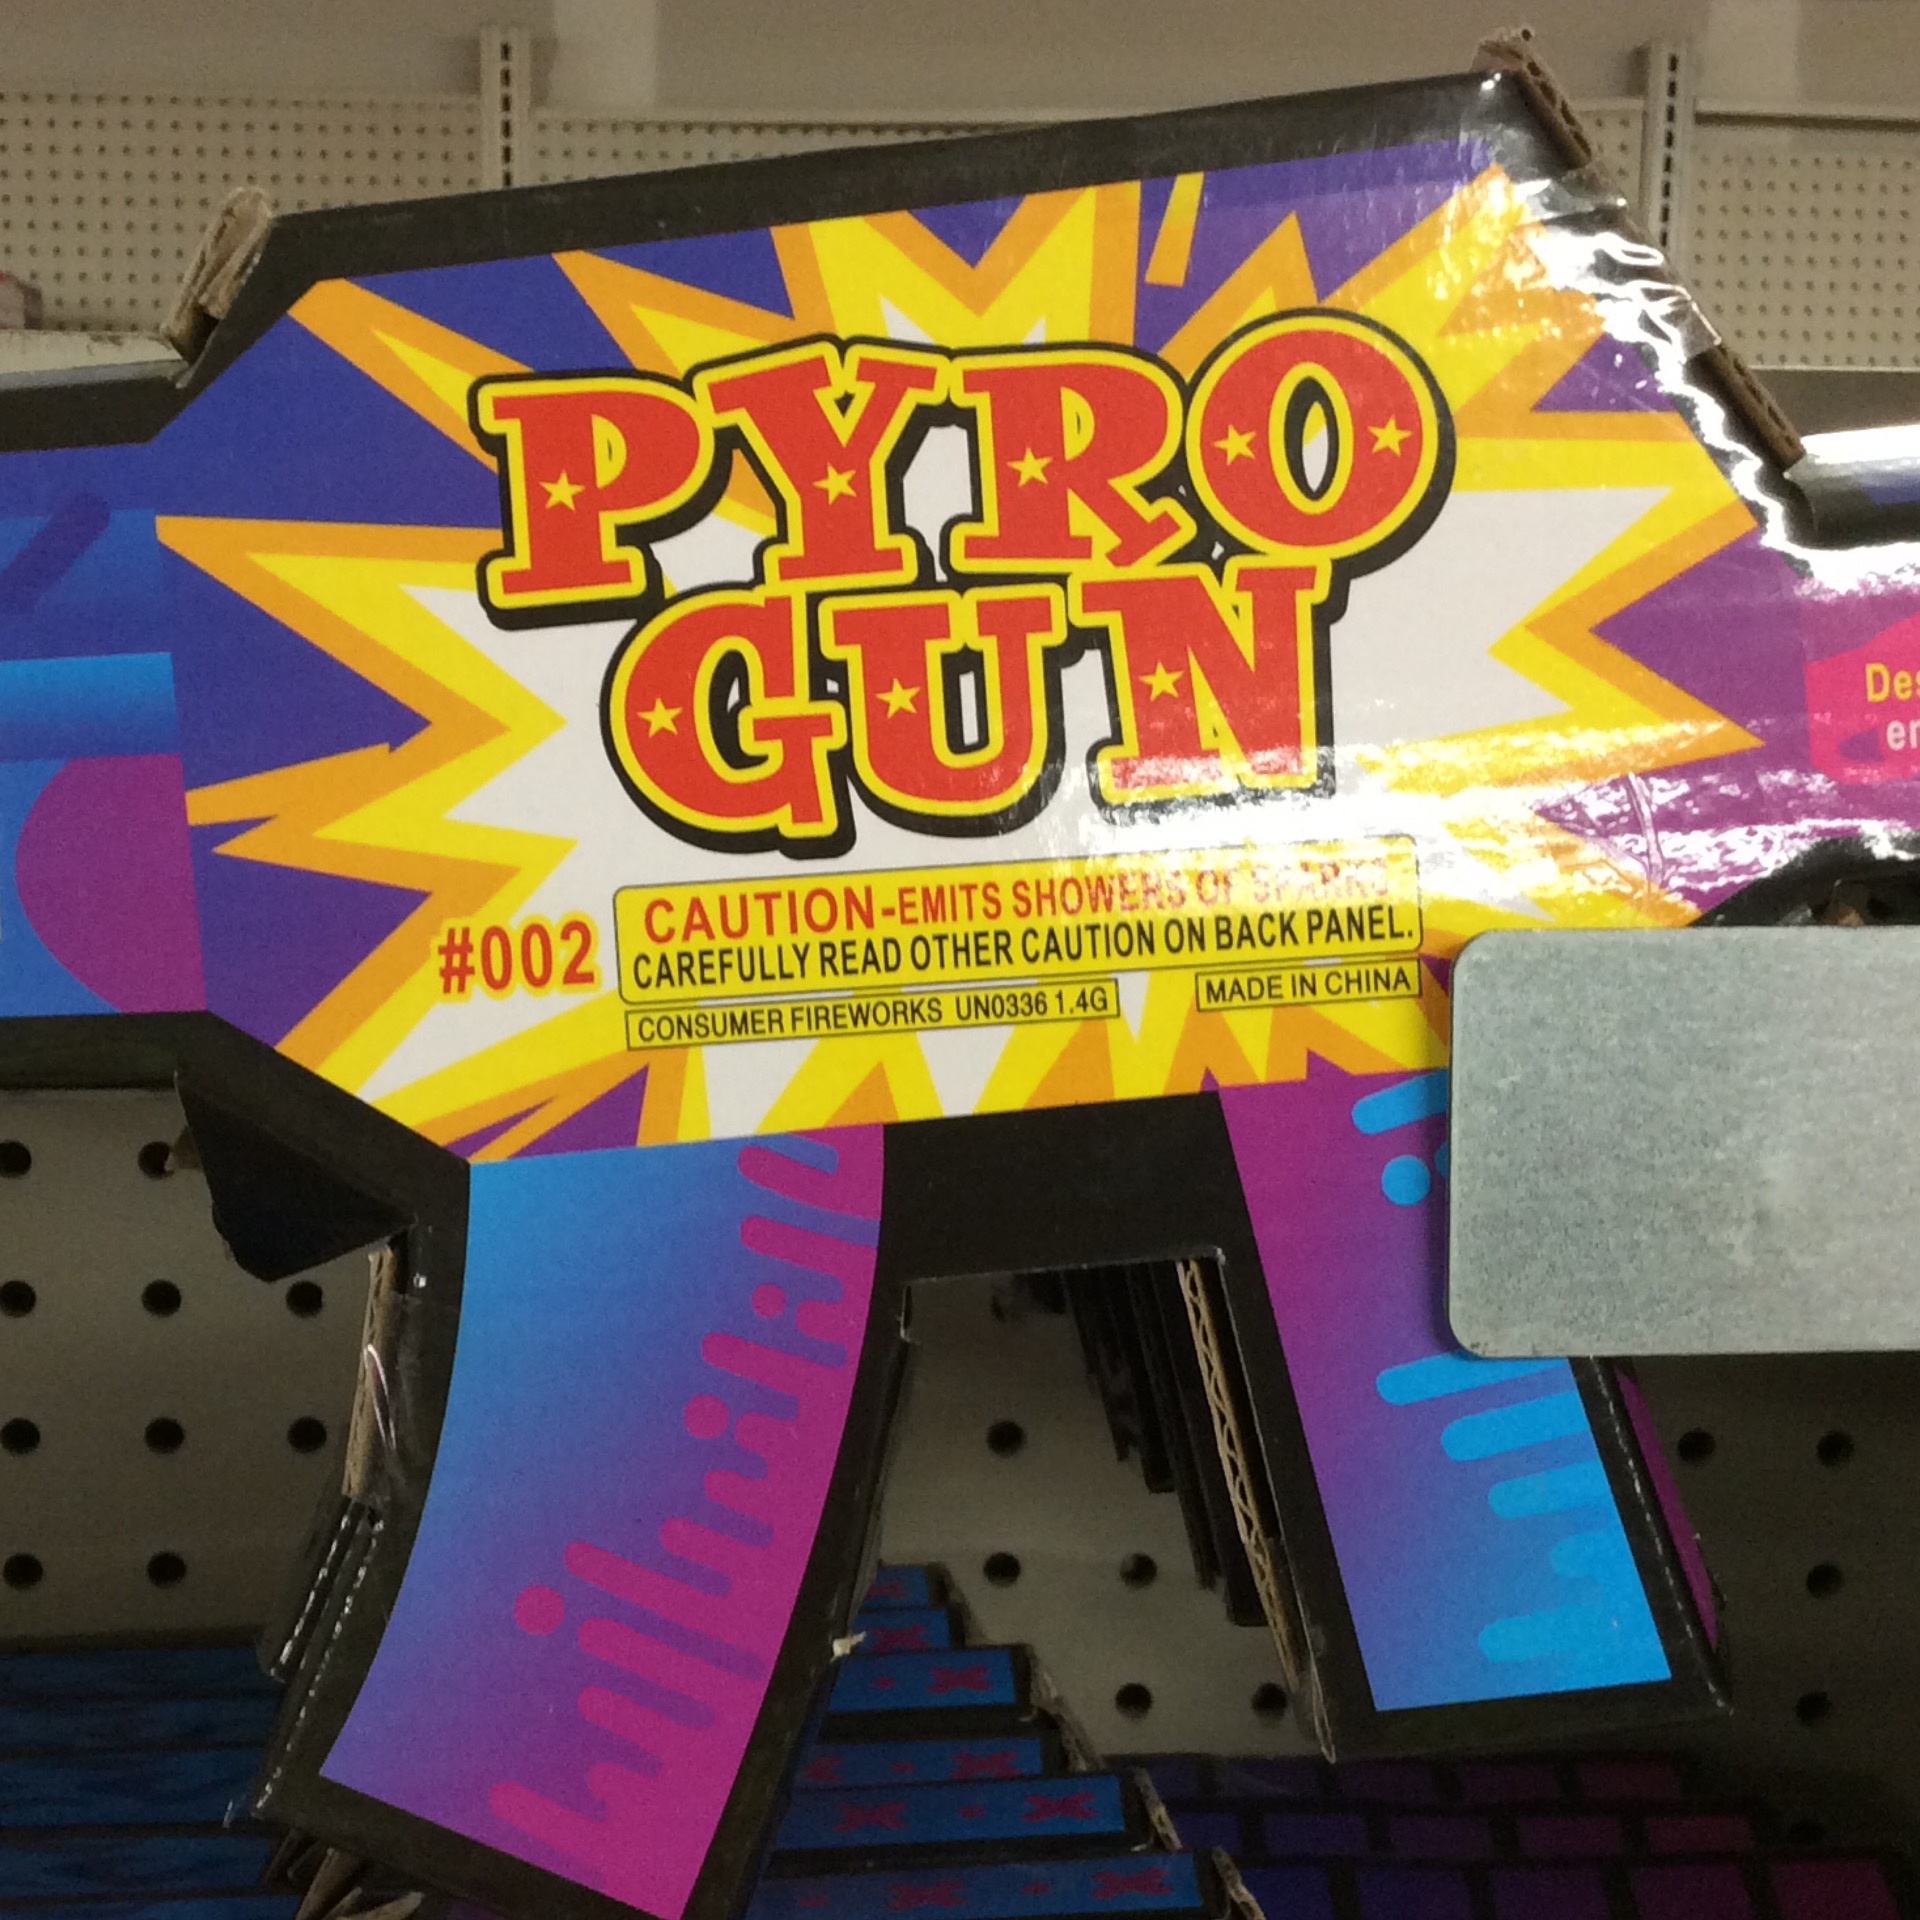 PYRO
GUN
#002
CAUTION-EMITS SHOWERS OF SPARKS
CAREFULLY READ OTHER CAUTION ON BACK PANEL.
CONSUMER FIREWORKS UN0336 1.4G
MADE IN CHINA